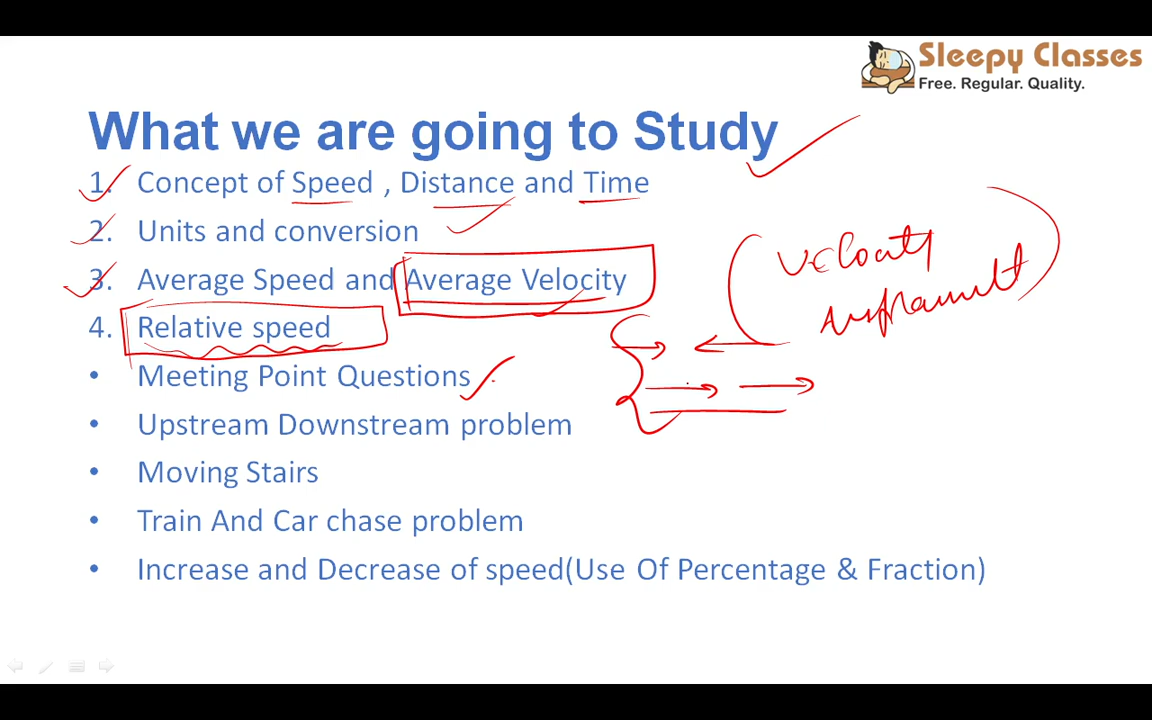 Sleepy Classes
Free. Regular. Quality.
What we are going to Study
1. Concept of Speed , Distance and Time
2. Units and conversion
3. Average Speed and Average Velocity
4. Relative speed
• Meeting Point Questions
• Upstream Downstream problem
• Moving Stairs
• Train And Car chase problem
• Increase and Decrease of speed(Use Of Percentage & Fraction)
velocity